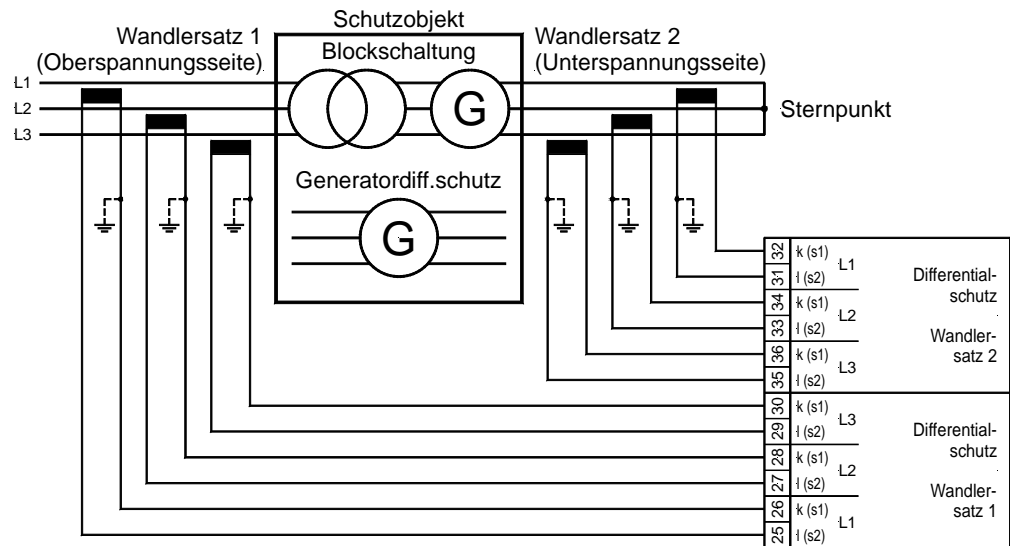 Schutzobjekt
Wandlersatz 1
(Oberspannungsseite)
Blockschaltung
Wandlersatz 2
(Unterspannungsseite)
L1
L2
L3
G
Sternpunkt
Generatordiff.schutz
G
32 k (s1)
L1
31 l (s2)
34 k (s1)
L2
33 l (s2)
36 k (s1)
L3
35 l (s2)
Differential-
schutz
Wandler-
satz 2
30 k (s1)
L3
29 l (s2)
28 k (s1)
L2
27 l (s2)
26 k (s1)
L1
25 l (s2)
Differential-
schutz
Wandler-
satz 1